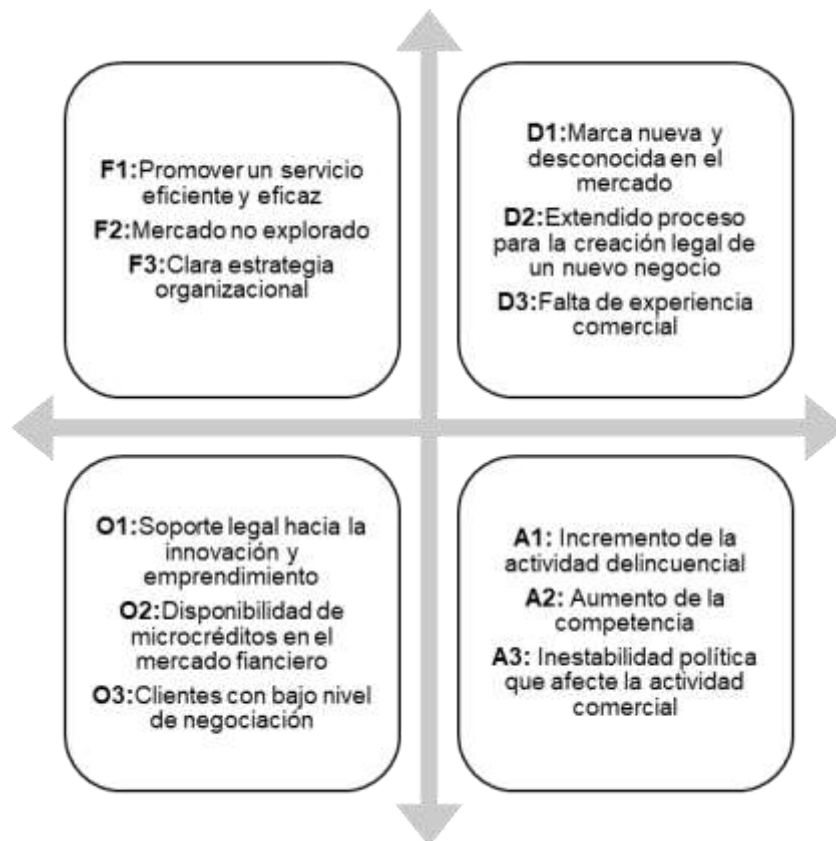 F1:Promover un servicio
eficiente y eficaz
F2:Mercado no explorado
F3:Clara estrategia
organizacional
D1:Marca nueva y
desconocida en el
mercado
D2:Extendido proceso
para la creación legal de
un nuevo negocio
D3:Falta de experiencia
comercial
O1:Soporte legal hacia la
innovación y
emprendimiento
O2:Disponibilidad de
microcréditos en el
mercado fianciero
O3:Clientes con bajo nivel
de negociación
A1: Incremento de la
actividad delincuencial
A2: Aumento de la
competencia
A3: Inestabilidad política
que afecte la actividad
comercial